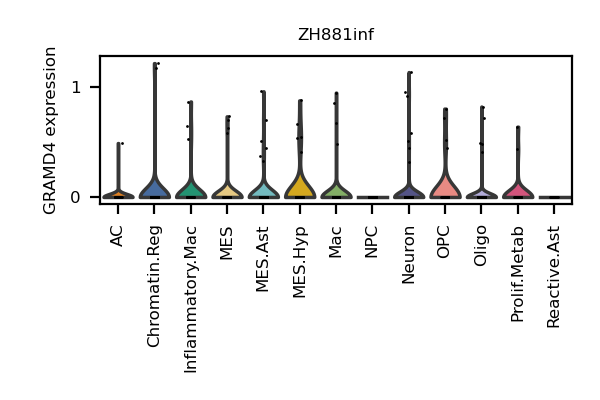 ZH881inf
GRAMD4 expression
1
0
AC
Chromatin.Reg
Inflammatory.Mac
MES
MES.Ast
MES.Hyp
Mac
NPC
Neuron
OPC
Oligo
Prolif.Metab
Reactive.Ast